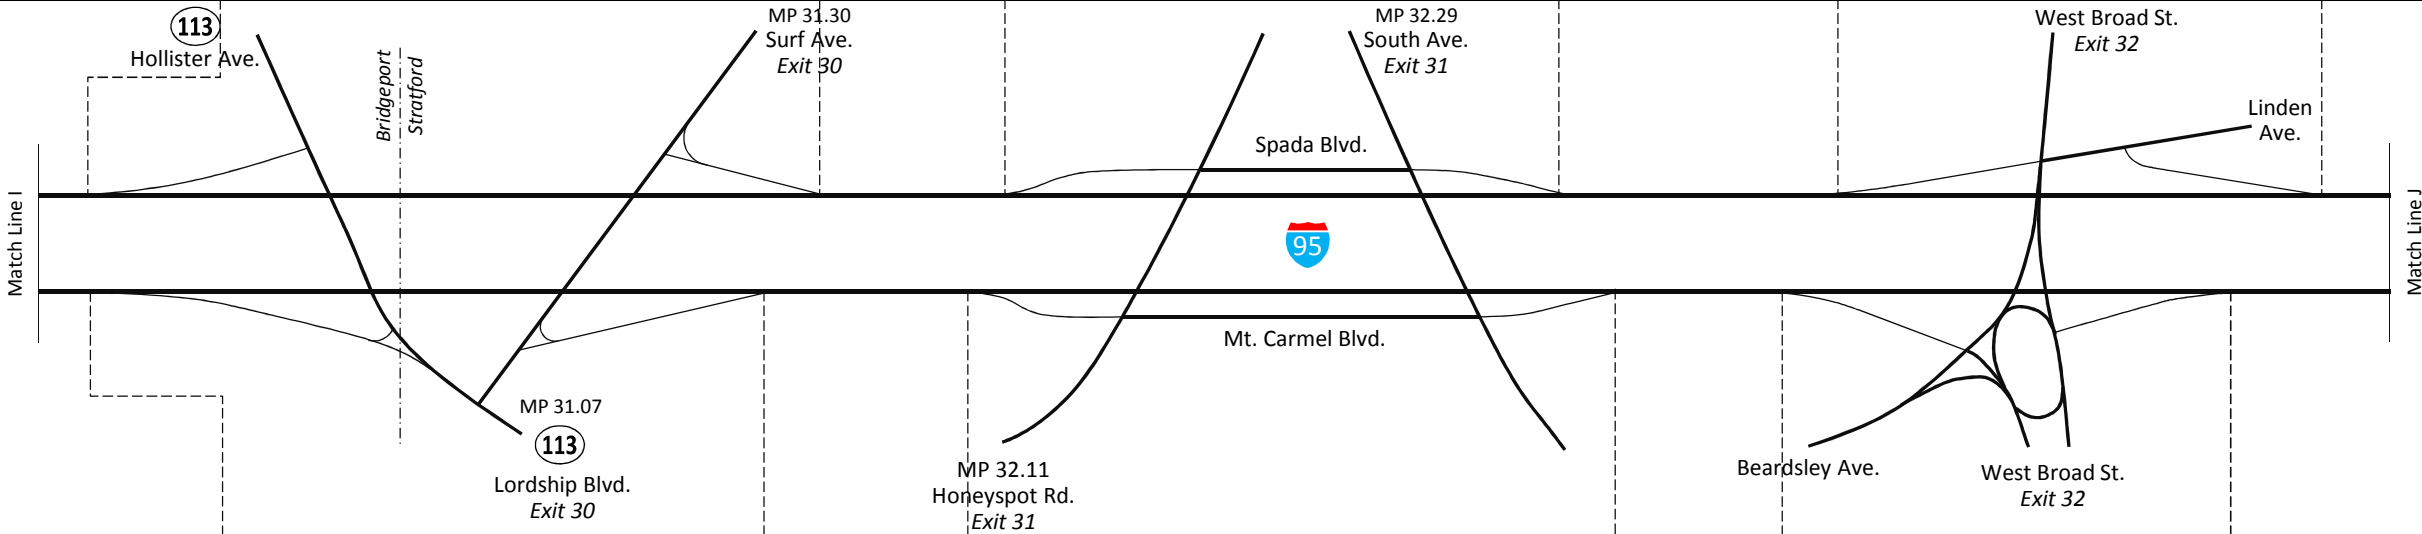 113
Hollister Ave.
Bridgeport
Stratford
MP 31.30
Surf Ave.
Exit 30
MP 32.29
South Ave.
Exit 31
West Broad St.
Exit 32
Linden
Ave.
Spada Blvd.
Match Line I
95
Match Line J
Mt. Carmel Blvd.
MP 31.07
113
Lordship Blvd.
Exit 30
MP 32.11
Honeyspot Rd.
Exit 31
Beardsley Ave.
West Broad St.
Exit 32